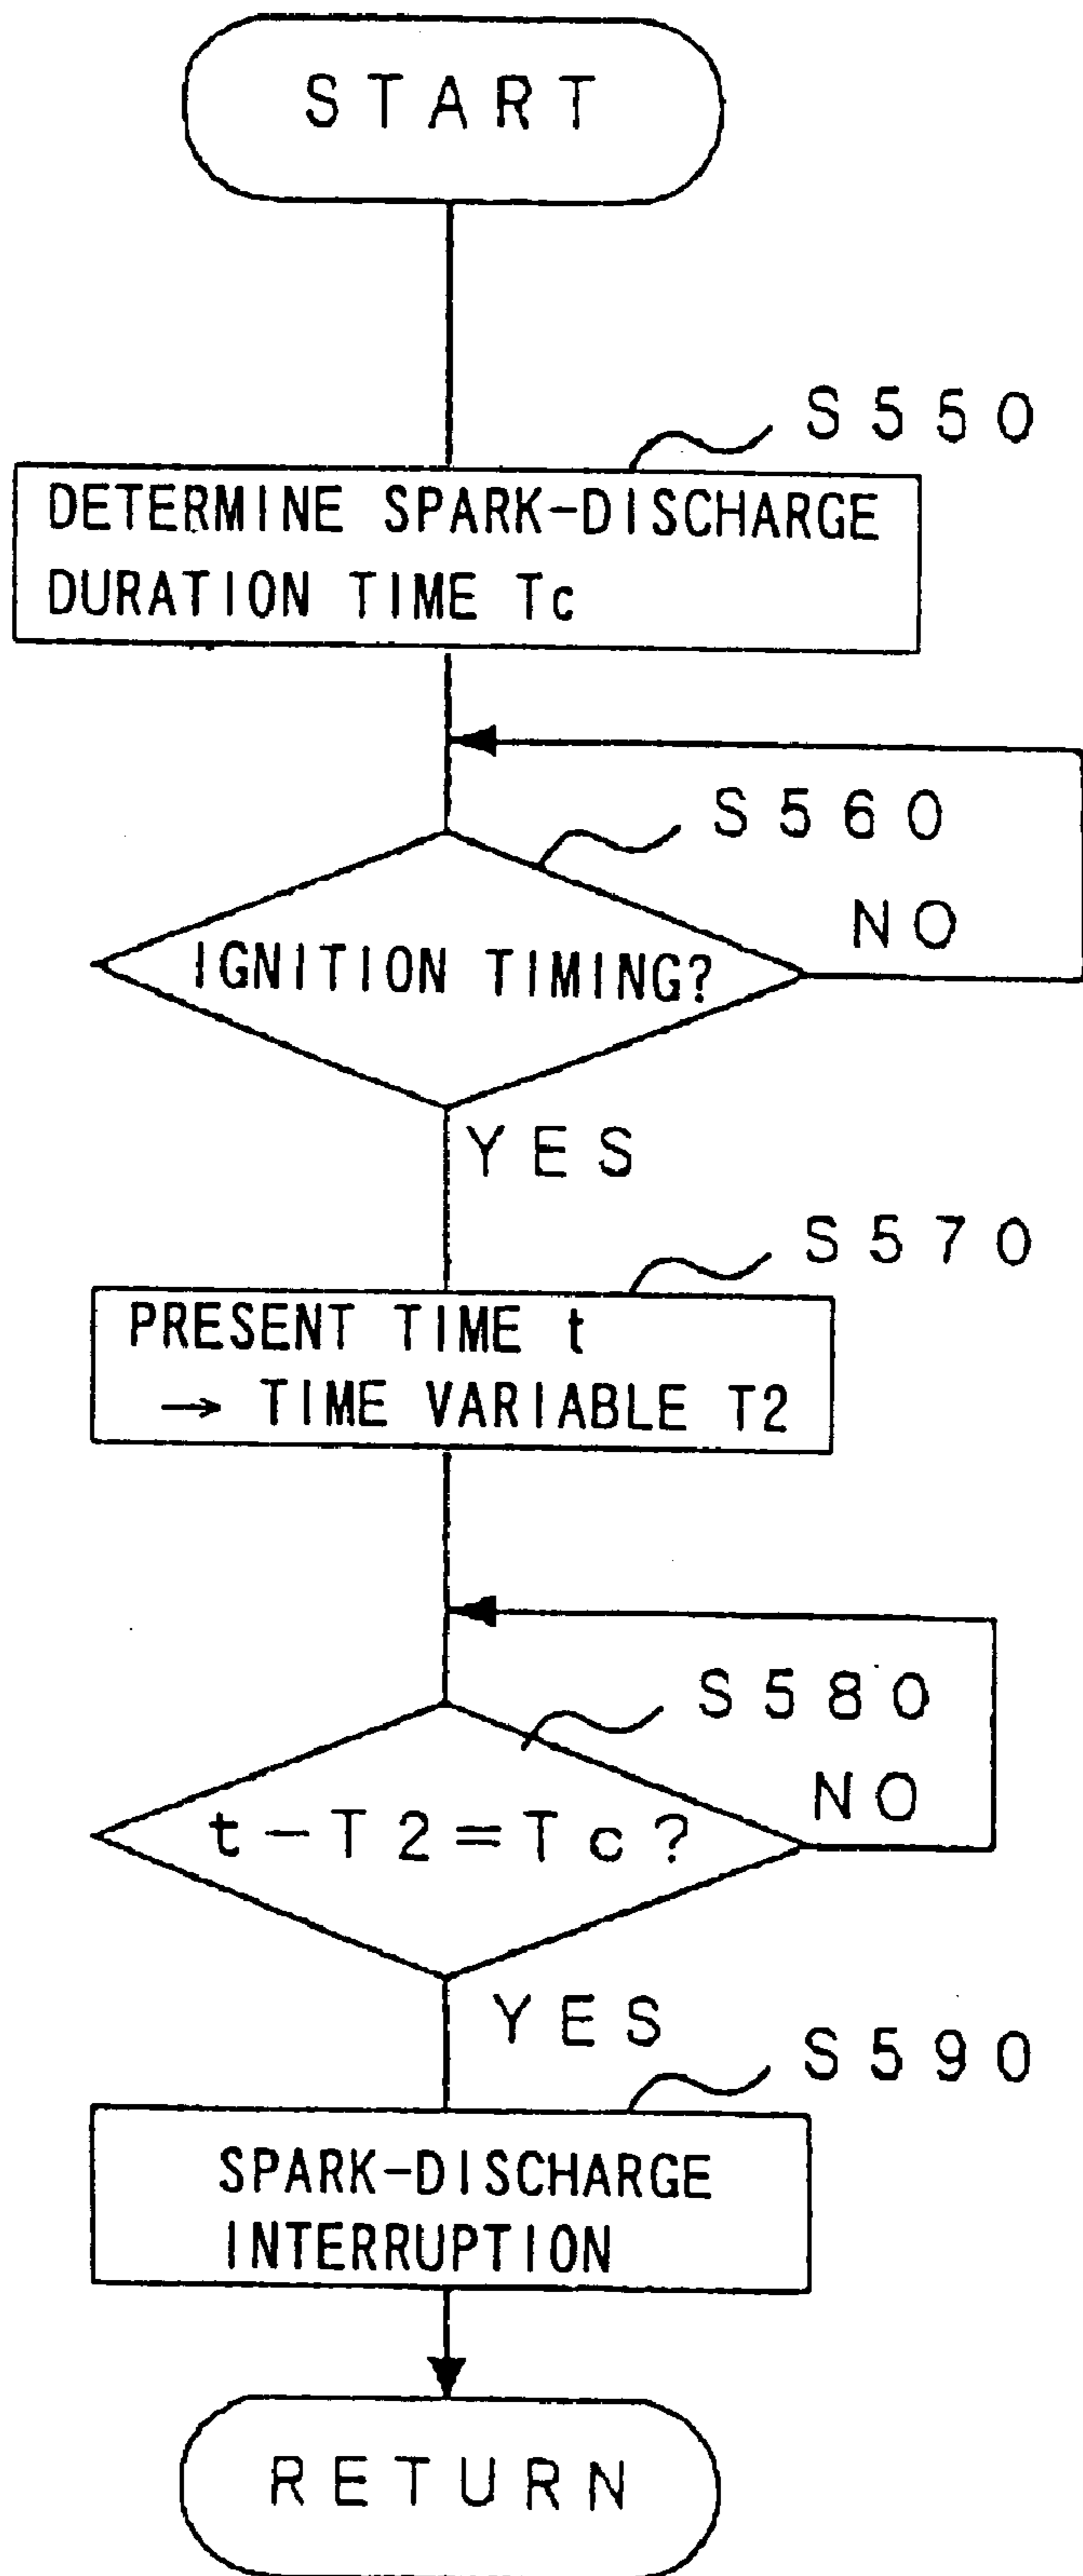 START
S550
DETERMINE SPARK-DISCHARGE
DURATION TIME Tc
S560
NO
IGNITION TIMING?
YES
S570
PRESENT TIME t
→ TIME VARIABLE T2
S580
NO
t-T2=Tc?
YES
S590
SPARK-DISCHARGE
INTERRUPTION
RETURN